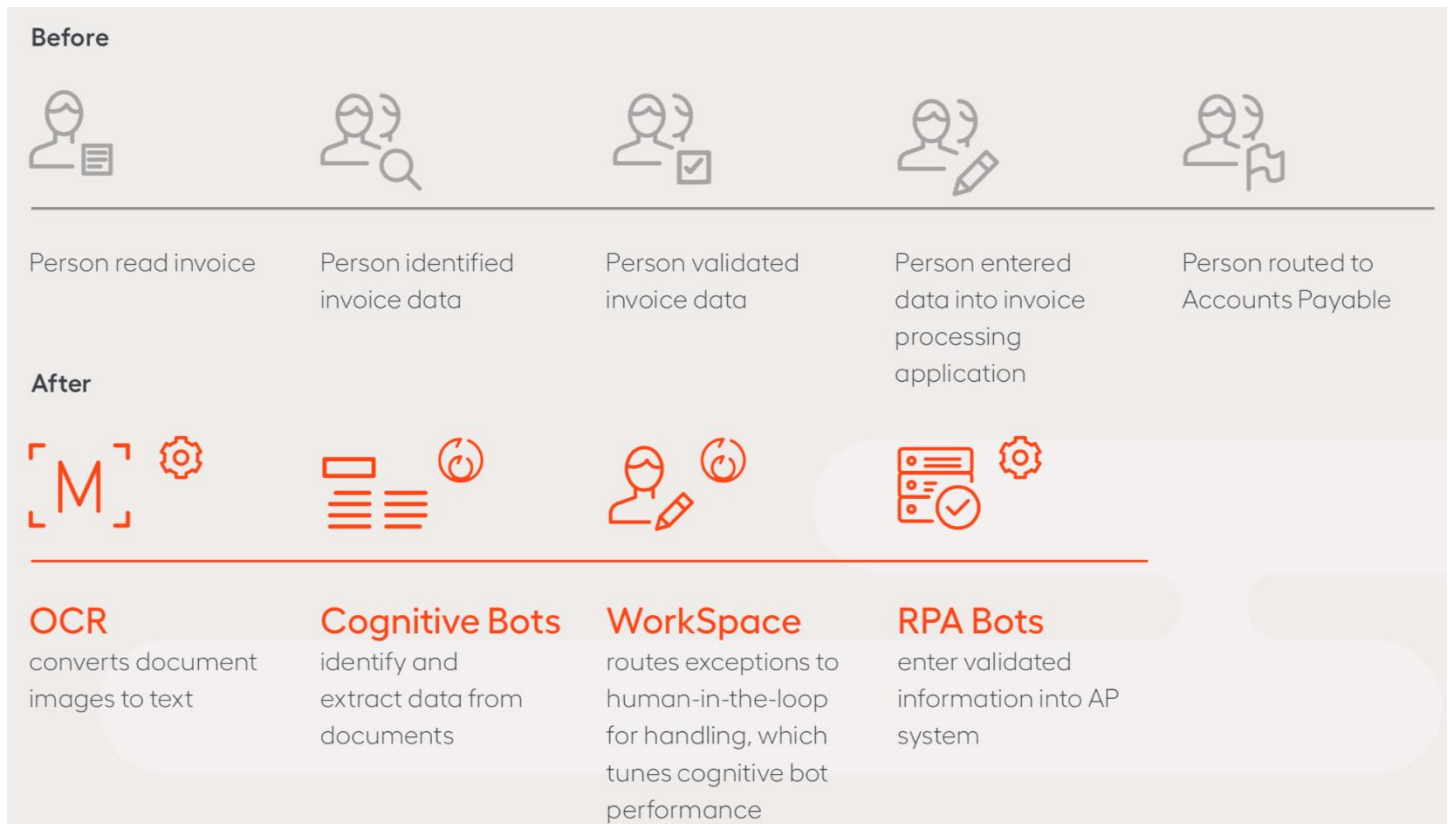 Before
Person read invoice
Person identified
invoice data
Person validated
invoice data
Person entered
data into invoice
processing
application
Person routed to
Accounts Payable
After
M
OCR
converts document
images to text
Cognitive Bots
identify and
extract data from
documents
WorkSpace
routes exceptions to
human-in-the-loop
for handling, which
tunes cognitive bot
performance
RPA Bots
enter validated
information into AP
system